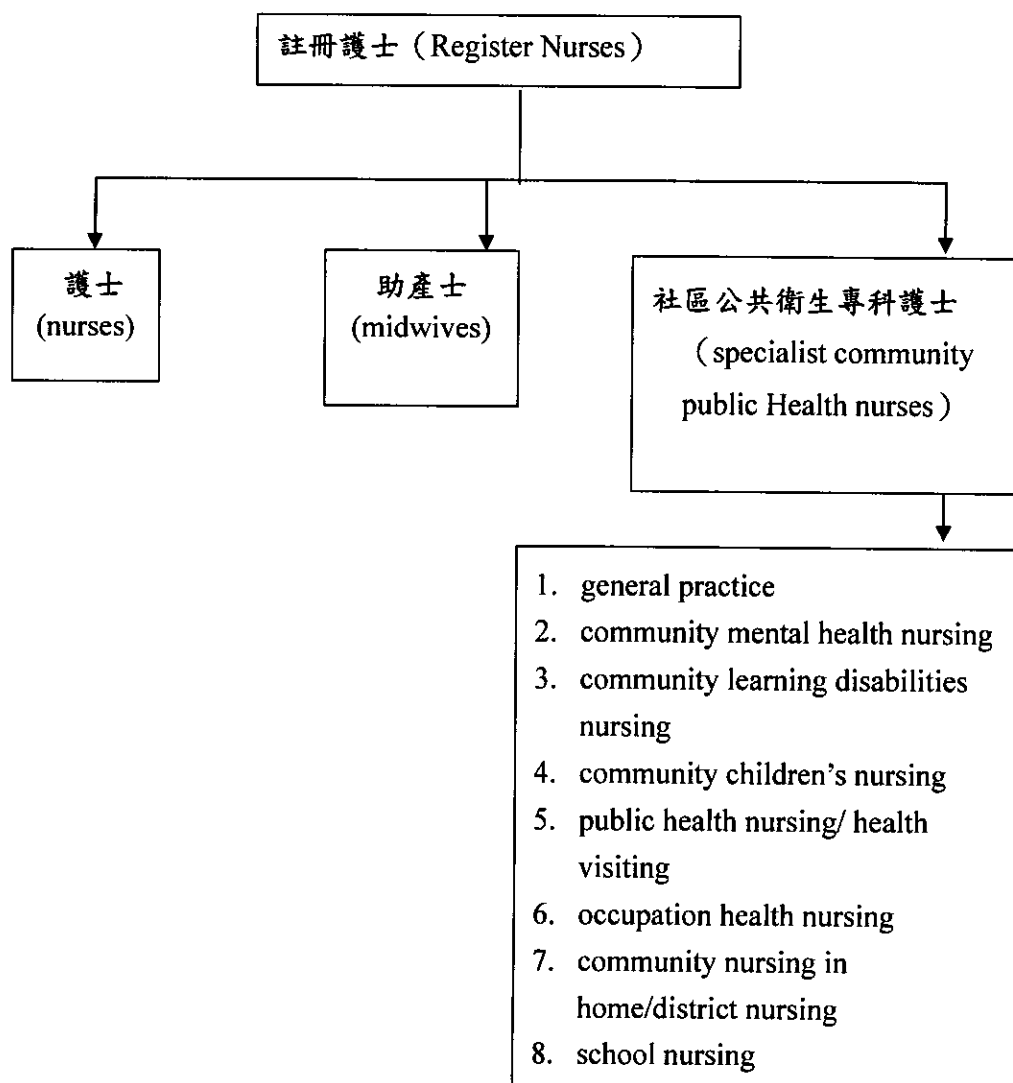 註冊護士（Register Nurses）
護士
(nurses)
助產士
(midwives)
社區公共衛生專科護士
（specialist community
public Health nurses）
1. general practice
2. community mental health nursing
3. community learning disabilities
nursing
4. community children's nursing
5. public health nursing/ health
visiting
6. occupation health nursing
7. community nursing in
home/district nursing
8. school nursing